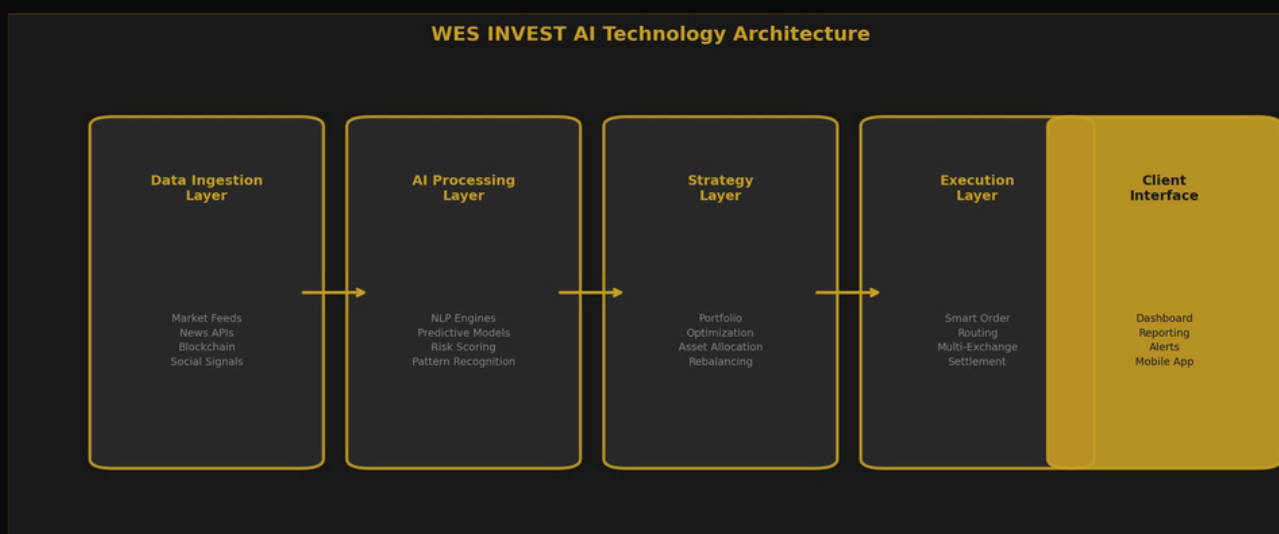 WES INVEST AI Technology Architecture
Data Ingestion
Layer
Market Feeds
News APIs
Blockchain
Social Signals
AI Processing
Layer
NLP Engines
Predictive Models
Risk Scoring
Pattern Recognition
Strategy
Layer
Portfolio
Optimization
Asset Allocation
Rebalancing
Execution
Layer
Smart Order
Routing
Multi-Exchange
Settlement
Client
Interface
Dashboard
Reporting
Alerts
Mobile App